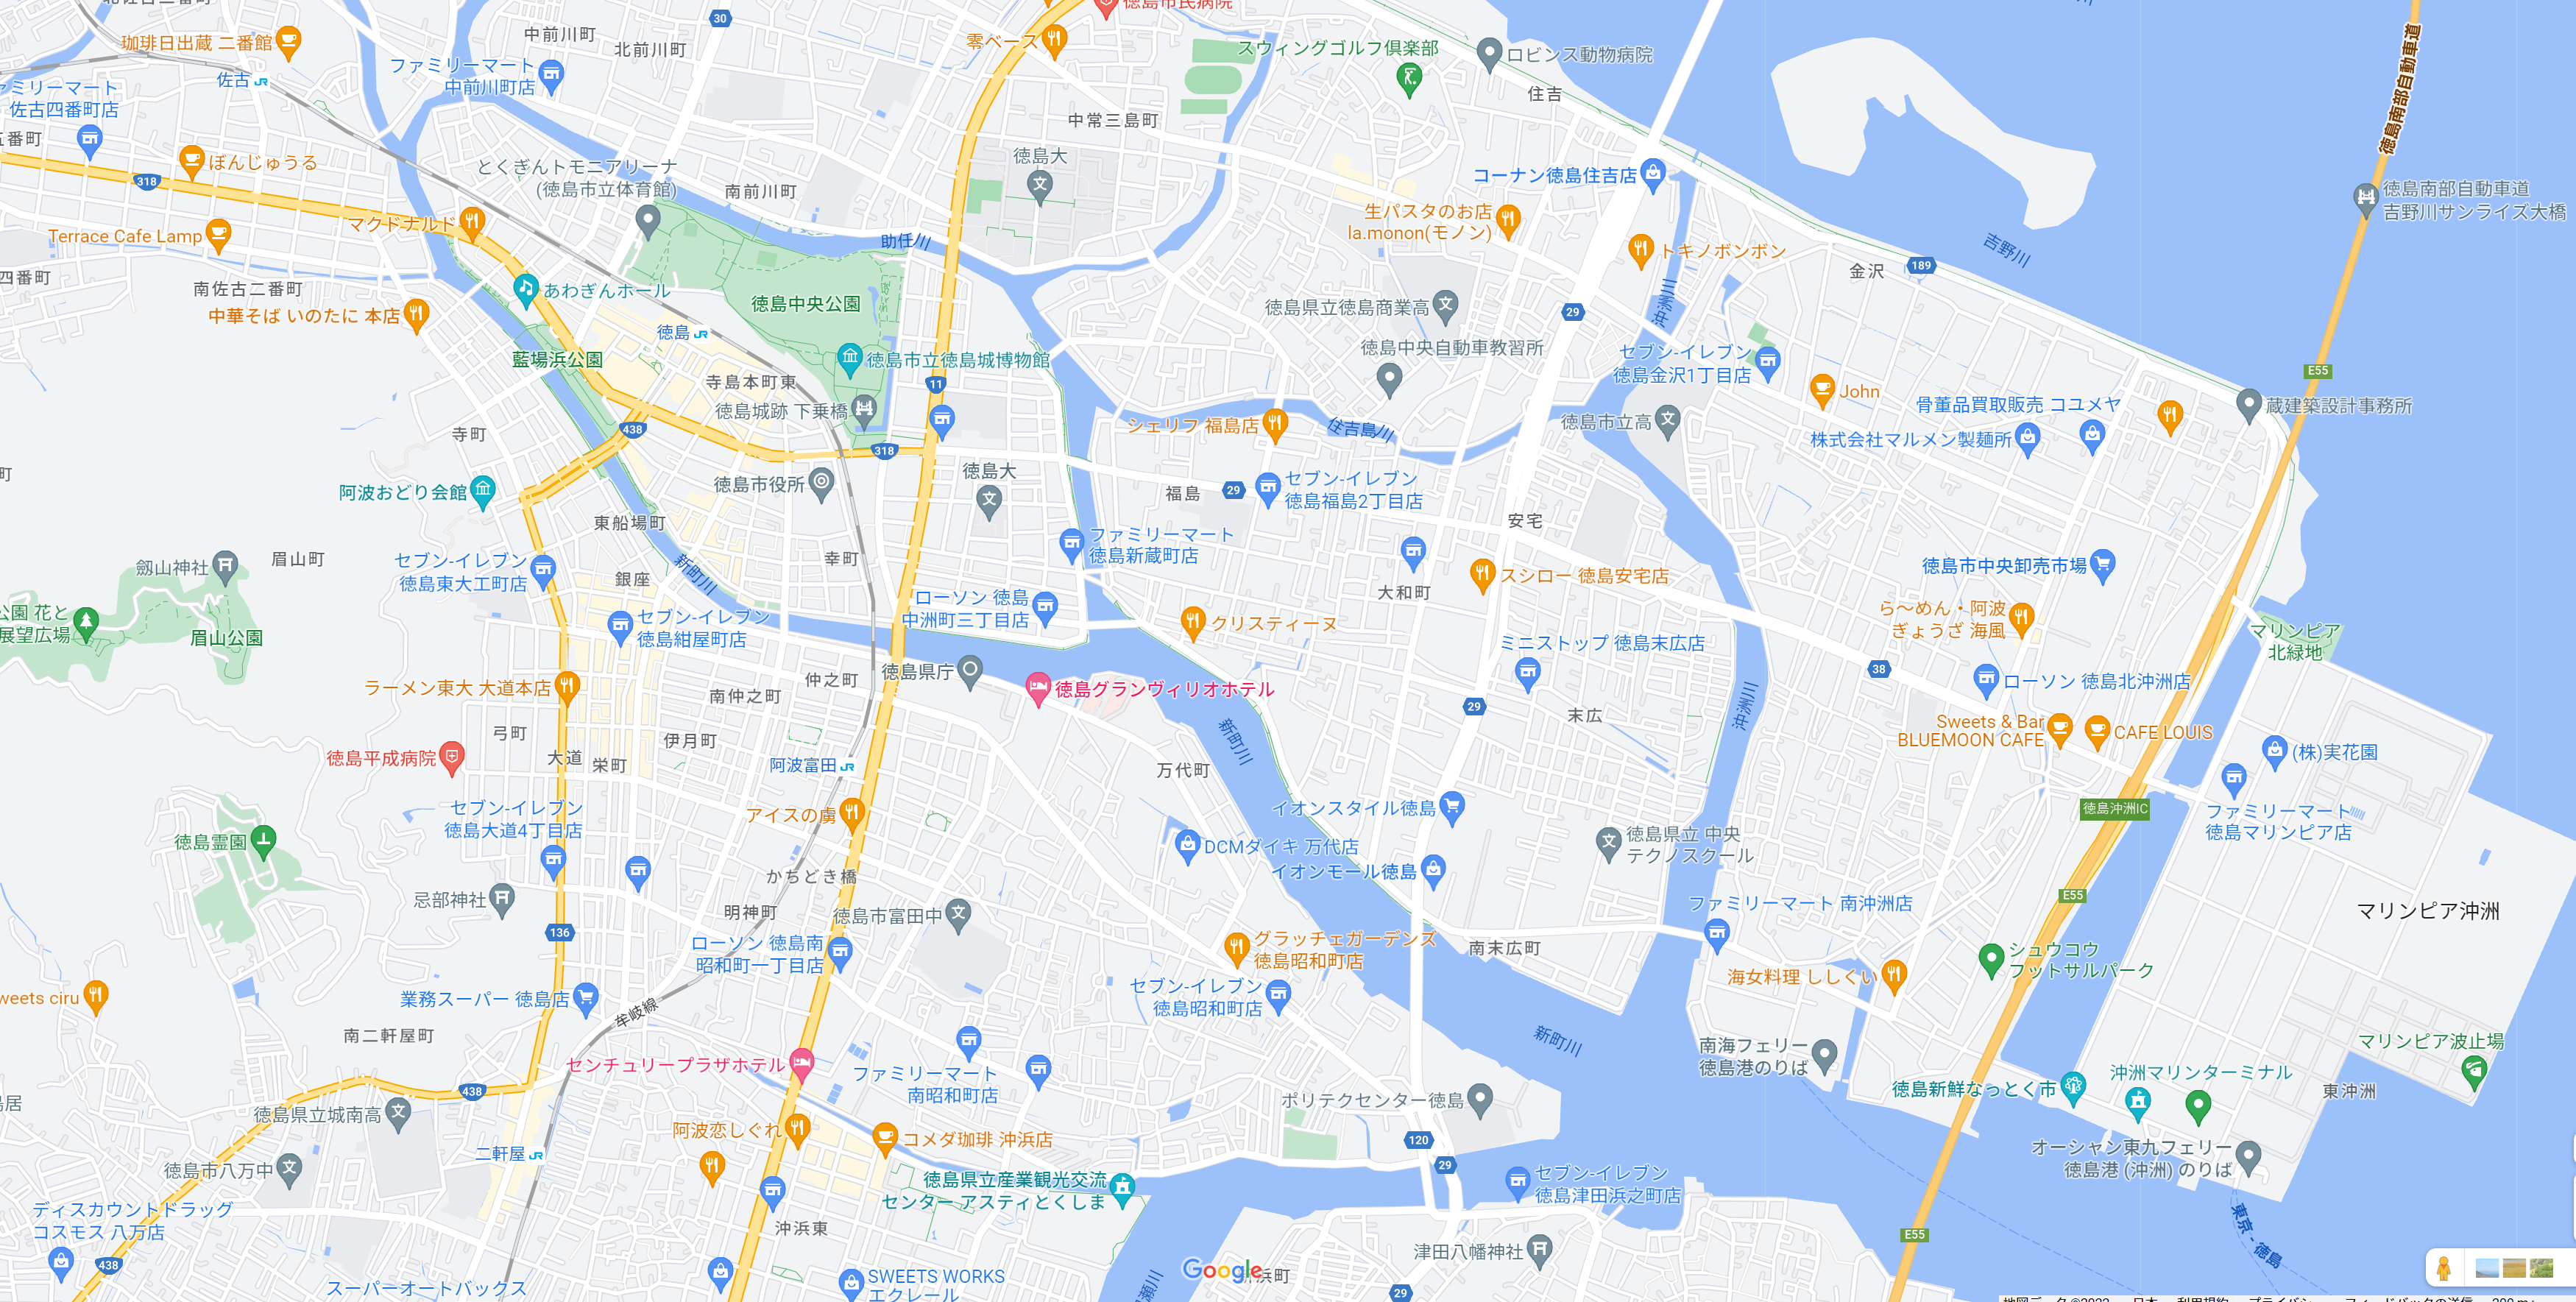 徳島市民病院
珈琲日出蔵 二番館
佐古
ファミリーマート
中前川町店
中前川町
北前川町
30
零ベース
スウィングゴルフ倶楽部
ロビンス動物病院
住吉
徳島南部自動車道
佐古四番町店
ぼんじゅうる
318
中常三島町
徳島大
とくぎんトモニアリーナ
(徳島市立体育館)
南前川町
コーナン徳島住吉店
徳島南部自動車道
吉野川サンライズ大橋
マクドナルド
Terrace Cafe Lamp
四番町
助任川
生パスタのお店
la.monon(モノン)
トキノボンボン
吉野川
金沢
189
南佐古二番町
あわぎんホール
中華そば いのたに 本店
徳島中央公園
徳島県立徳島商業高
29
三洲浜
徳島
藍場浜公園
徳島市立徳島城博物館
徳島中央自動車教習所
セブン-イレブン
徳島金沢1丁目店
E55
寺島本町東
11
John
徳島城跡 下乗橋
骨董品買取販売 コユメヤ
蔵建築設計事務所
寺町
438
318
シェリフ 福島店
住吉島川
徳島市立高
株式会社マルメン製麺所
阿波おどり会館
徳島市役所
徳島大
福島
29
セブン-イレブン
徳島福島2丁目店
安宅
東船場町
眉山町
劔山神社
セブン-イレブン
徳島東大工町店
銀座
新町川
幸町
ファミリーマート
徳島新蔵町店
大和町
スシロー 徳島安宅店
徳島市中央卸売市場
ローソン 徳島
中洲町三丁目店
眉山公園
セブン-イレブン
徳島紺屋町店
クリスティーヌ
ら〜めん・阿波
ぎょうざ 海風
マリンピア
北緑地
ミニストップ 徳島末広店
38
徳島県庁
徳島グランヴィリオホテル
ラーメン東大 大道本店
南仲之町
仲之町
ローソン 徳島北沖洲店
29
末広
沖洲川
新町川
弓町
伊月町
Sweets & Bar
BLUEMOON CAFE
CAFE LOUIS
徳島平成病院
大道
栄町
阿波富田
万代町
(株)実花園
セブン-イレブン
徳島大道4丁目店
アイスの虜
イオンスタイル徳島
徳島沖洲IC
ファミリーマート
徳島マリンピア店
徳島霊園
DCMダイキ 万代店
徳島県立 中央
テクノスクール
イオンモール徳島
かちどき橋
忌部神社
明神町
徳島市富田中
ファミリーマート 南沖洲店
E55
マリンピア沖洲
136
ローソン 徳島南
昭和町一丁目店
グラッチェガーデンズ
徳島昭和町店
南末広町
シュウコウ
フットサルパーク
業務スーパー 徳島店
牟岐線
セブン-イレブン
徳島昭和町店
海女料理 ししくい
南二軒屋町
新町川
南海フェリー
徳島港のりば
マリンピア波止場
センチュリープラザホテル
ファミリーマート
南昭和町店
沖洲マリンターミナル
徳島新鮮なっとく市
東沖洲
438
徳島県立城南高
ポリテクセンター徳島
阿波恋しぐれ
コメダ珈琲 沖浜店
120
オーシャン東九フェリー
徳島港 (沖洲) のりば
二軒屋
徳島市八万中
29
徳島県立産業観光交流
センター アスティとくしま
セブン-イレブン
徳島津田浜之町店
ディスカウントドラッグ
コスモス 八万店
沖浜東
東京・徳島
E55
津田八幡神社
438
スーパーオートバックス
SWEETS WORKS
エクレール
Google
29